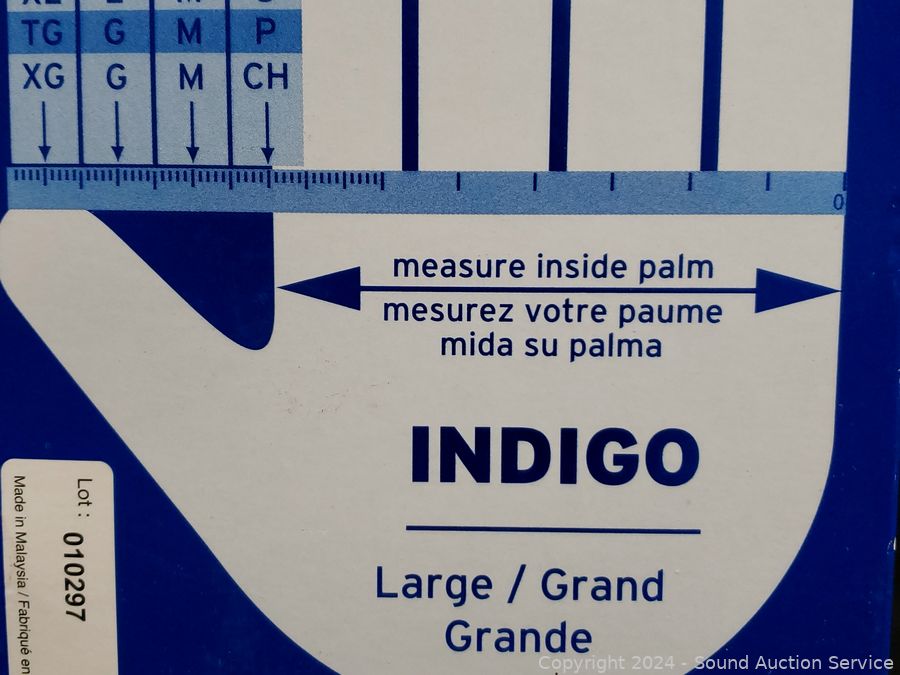 TG G M P
XG G M CH
0
measure inside palm
mesurez votre paume
mida su palma
INDIGO
Large / Grand
Grande
Lot : 010297
Made in Malaysia / Fabriqué en
Copyright 2024 - Sound Auction Service